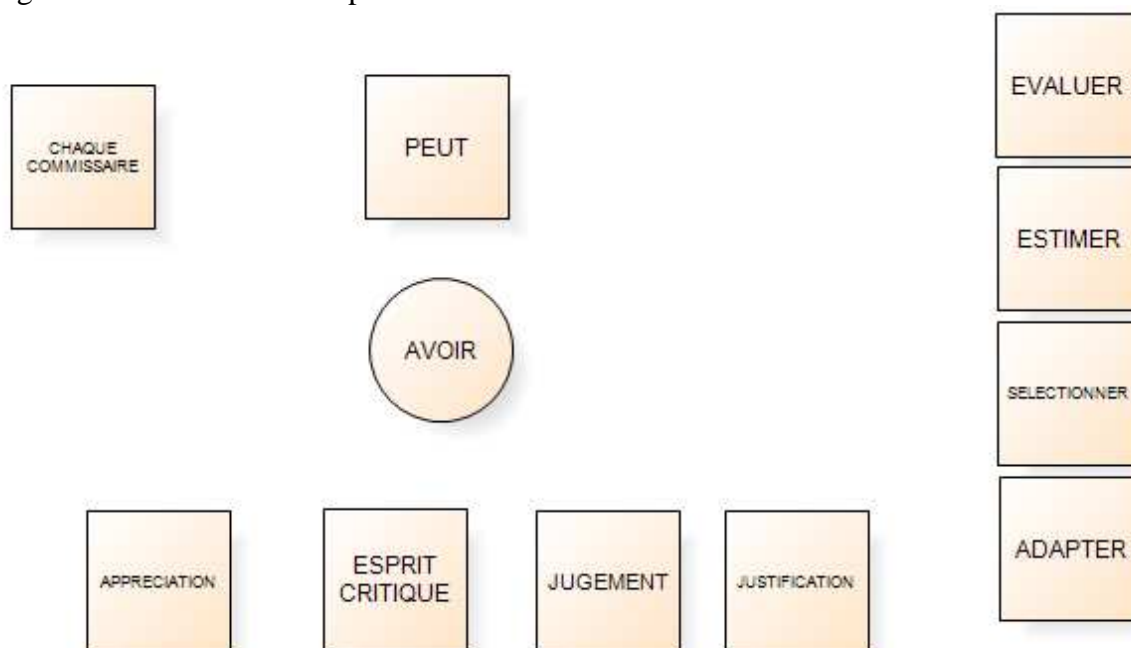 EVALUER
CHAQUE
COMMISSAIRE
PEUT
ESTIMER
AVOIR
SELECTIONNER
ADAPTER
APPRECIATION
ESPRIT
CRITIQUE
JUGEMENT
JUSTIFICATION